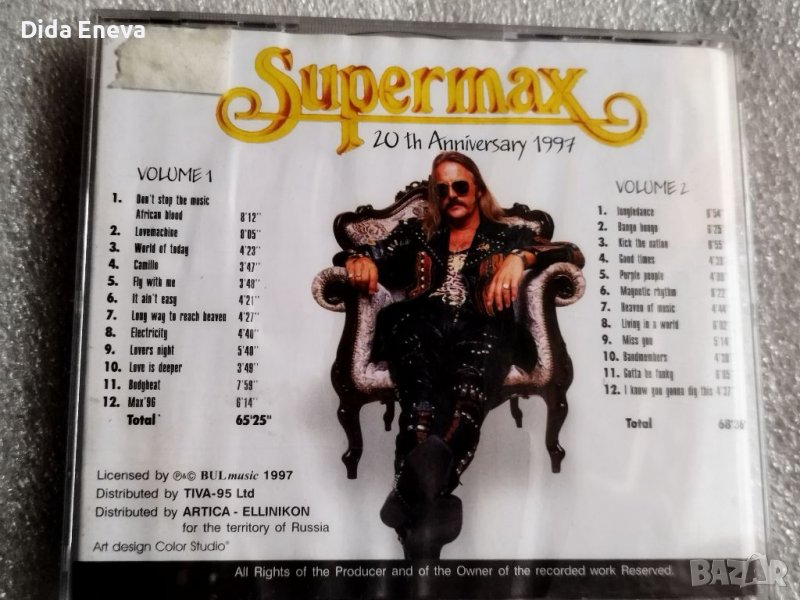 Dida Eneva
Supermax
20 th Anniversary 1997
VOLUME 1
1. Don't stop the music
African blood 8'12"
2. Lovemachine 8'05"
3. World of today 4'23"
4. Camillo 3'47"
5. Fly with me 3'48"
6. It ain't easy 4'21"
7. Long way to reach heaven 4'27"
8. Electricity 4'40"
9. Lovers night 5'48"
10. Love is deeper 3'49"
11. Bodyheat 7'59"
12. Max'96 6'14"
Total 65'25"
VOLUME 2
1. Jungledance 6'54"
2. Bango bongo 6'25
3. Kick the nation 6'55"
4. Good times 4'38"
5. Purple people
6. Magnetic rhythm 6'22"
7. Heaven of music 4'44"
8. Living in a world 6'02"
9. Miss you 5'14"
10. Bandmembers 4'38"
11. Gotta be funky 6'05"
12. I know you gonna dig this 4'37"
Total 68'36"
Licensed by ℗&© BULmusic 1997
Distributed by TIVA-95 Ltd
Distributed by ARTICA - ELLINIKON
for the territory of Russia
Art design Color Studio®
All Rights of the Producer and of the Owner of the recorded work Reserved.
BAZAR